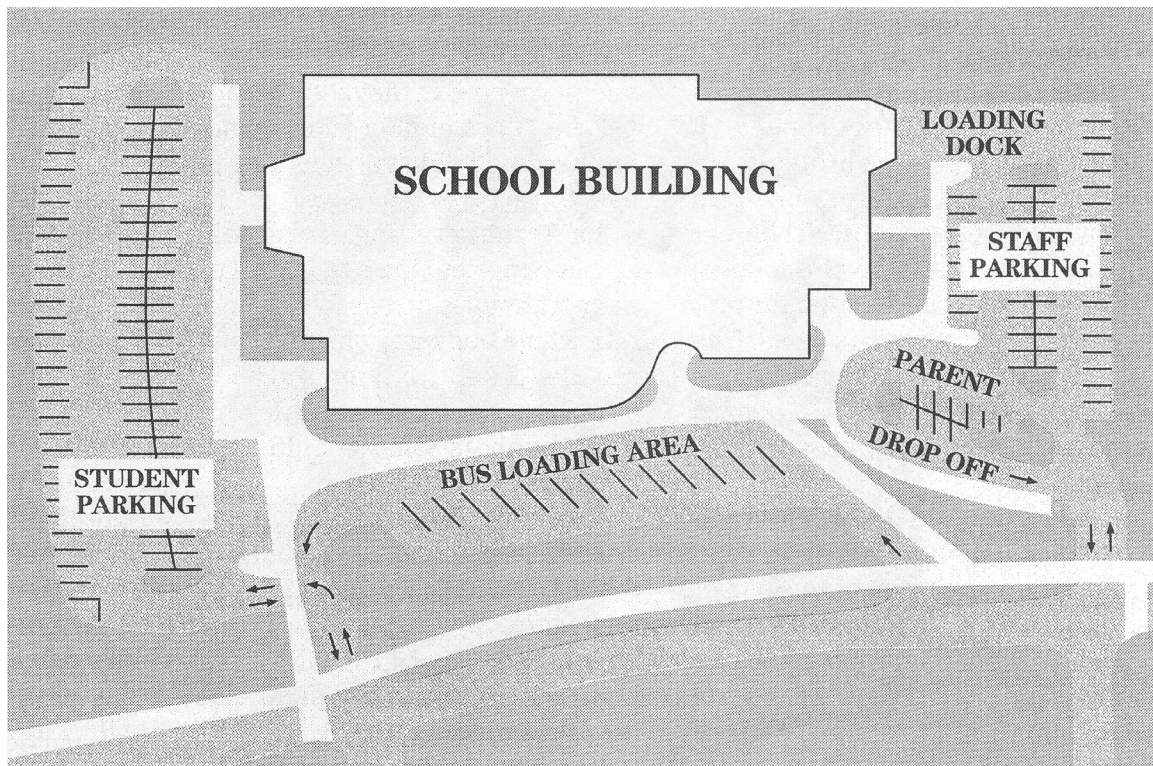 SCHOOL BUILDING
LOADING
DOCK
STAFF
PARKING
PARENT
DROP OFF
BUS LOADING AREA
STUDENT
PARKING